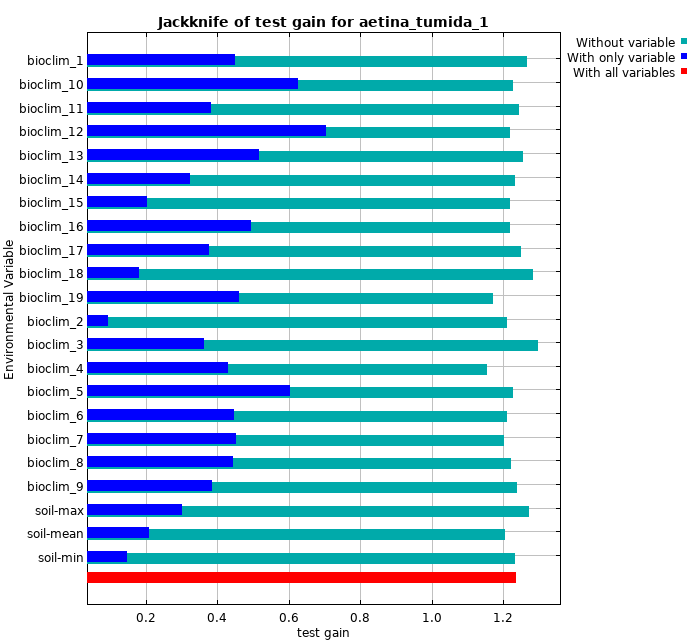 Jackknife of test gain for aetina_tumida_1
Without variable
With only variable
With all variables
Environmental Variable
bioclim_1
bioclim_10
bioclim_11
bioclim_12
bioclim_13
bioclim_14
bioclim_15
bioclim_16
bioclim_17
bioclim_18
bioclim_19
bioclim_2
bioclim_3
bioclim_4
bioclim_5
bioclim_6
bioclim_7
bioclim_8
bioclim_9
soil-max
soil-mean
soil-min
0.2 0.4 0.6 0.8 1.0 1.2
test gain